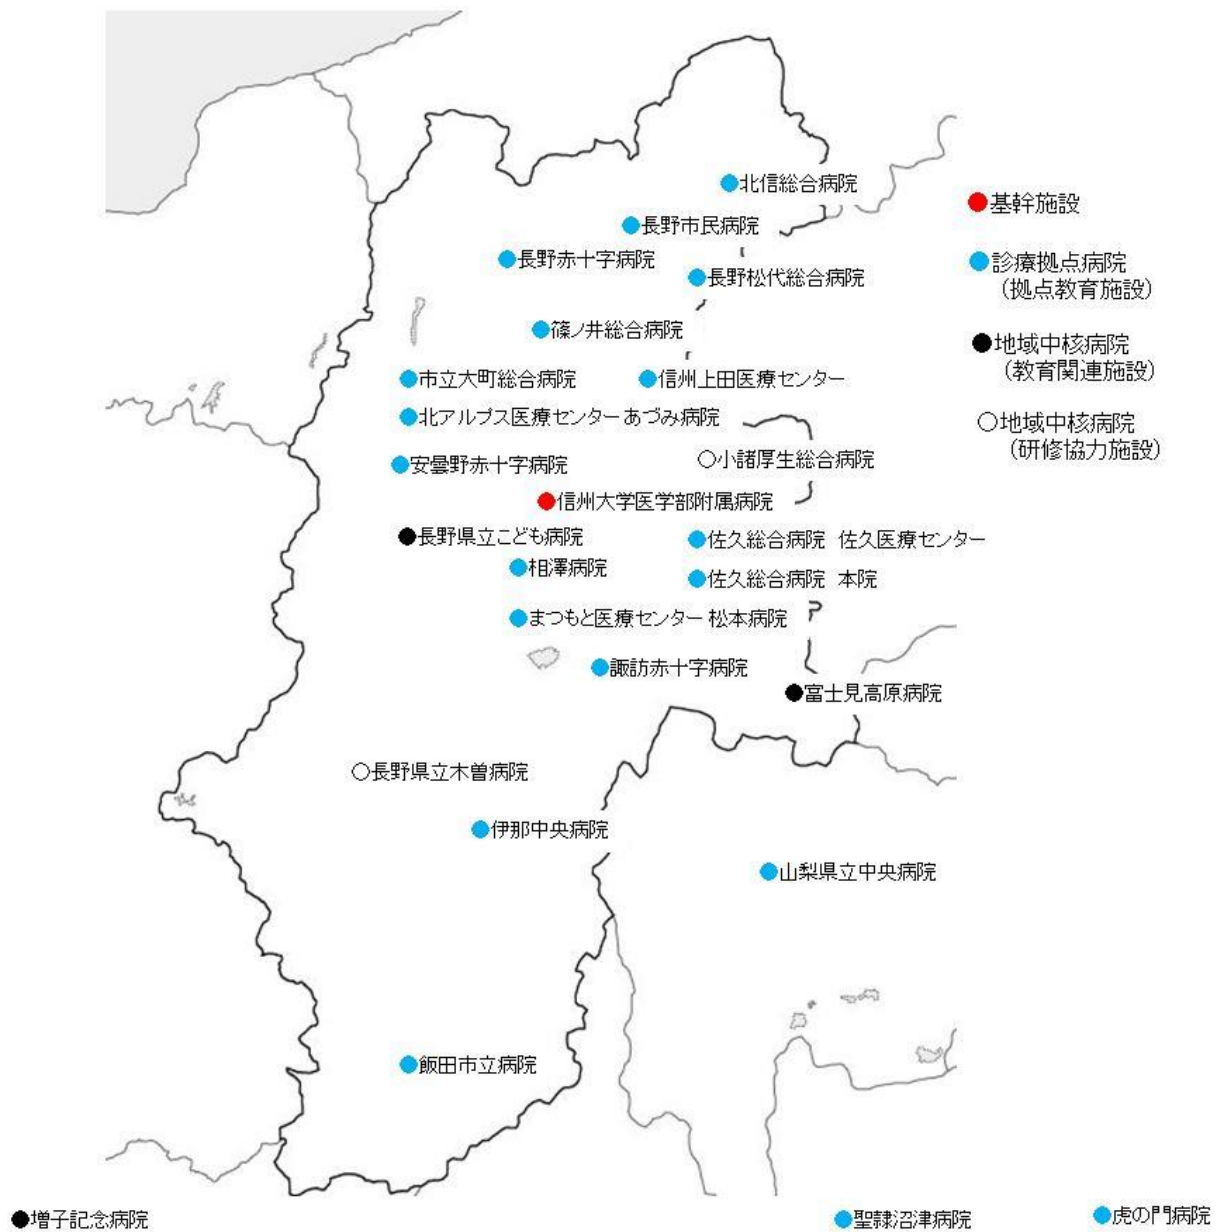 北信総合病院
長野市民病院
長野赤十字病院
長野松代総合病院
篠ノ井総合病院
市立大町総合病院
信州上田医療センター
北アルプス医療センター あづみ病院
安曇野赤十字病院
小諸厚生総合病院
信州大学医学部附属病院
長野県立こども病院
佐久総合病院 佐久医療センター
相澤病院
佐久総合病院 本院
まつもと医療センター 松本病院
諏訪赤十字病院
富士見高原病院
長野県立木曽病院
伊那中央病院
山梨県立中央病院
飯田市立病院
増子記念病院
聖隷沼津病院
虎の門病院
基幹施設
診療拠点病院
(拠点教育施設)
地域中核病院
(教育関連施設)
地域中核病院
(研修協力施設)